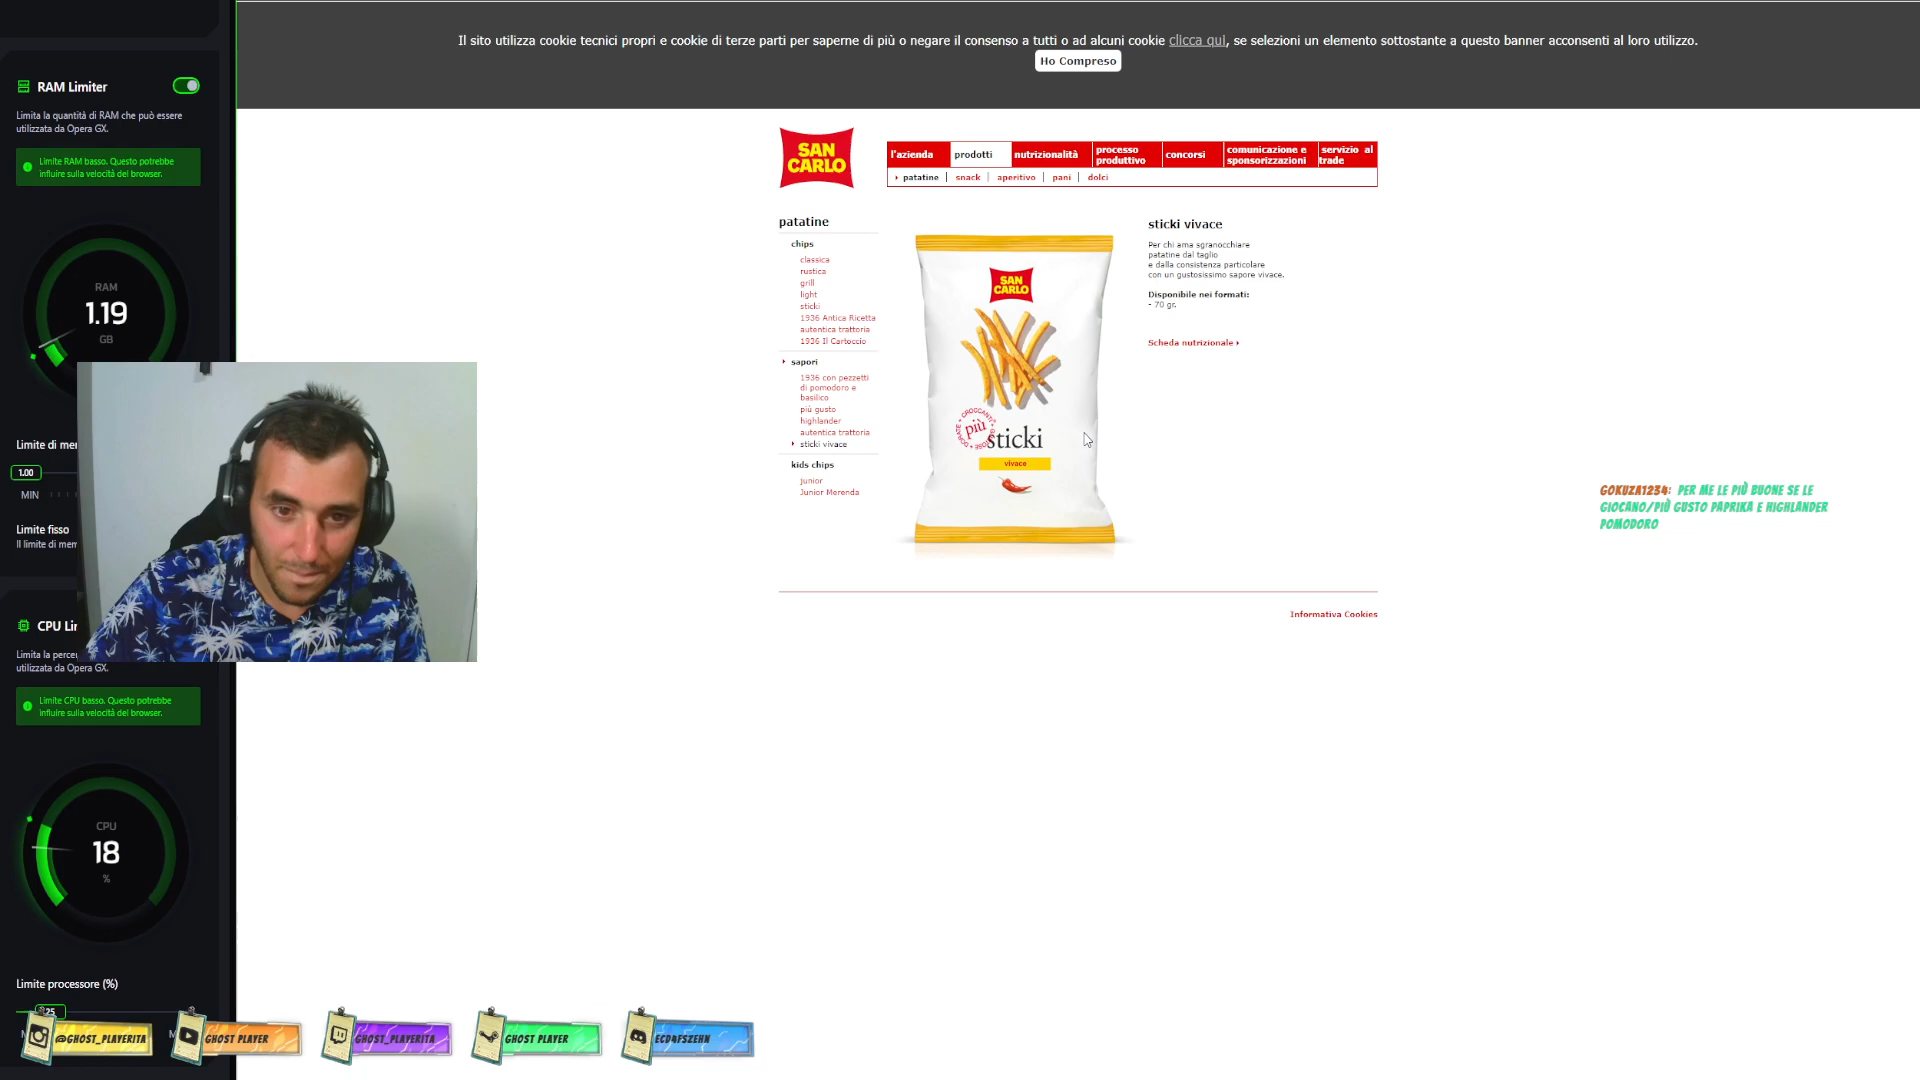 RAM Limiter
Limita la quantità di RAM che può essere
utilizzata da Opera GX.
Limite RAM basso. Questo potrebbe
influire sulla velocità del browser.
RAM
1.19
GB
Limite di me
1.00
MIN
Limite fisso
Il limite di mem
CPU Li
Limita la percen
utilizzata da Opera GX.
Limite CPU basso. Questo potrebbe
influire sulla velocità del browser.
CPU
18
%
Limite processore (%)
25
M
Il sito utilizza cookie tecnici propri e cookie di terze parti per saperne di più o negare il consenso a tutti o ad alcuni cookie clicca qui, se selezioni un elemento sottostante a questo banner acconsenti al loro utilizzo.
Ho Compreso
SAN
CARLO
l'azienda
prodotti
nutrizionalità
processo
produttivo
concorsi
comunicazione e
sponsorizzazioni
servizio al
trade
patatine | snack | aperitivo | pani | dolci
patatine
chips
classica
rustica
grill
light
sticki
1936 Antica Ricetta
autentica trattoria
1936 Il Cartoccio
sapori
1936 con pezzetti
di pomodoro e
basilico
più gusto
highlander
autentica trattoria
sticki vivace
kids chips
junior
Junior Merenda
SAN
CARLO
più
sticki
vivace
sticki vivace
Per chi ama sgranocchiare
patatine dal taglio
e dalla consistenza particolare
con un gustosissimo sapore vivace.
Disponibile nei formati:
- 70 gr.
Scheda nutrizionale
Informativa Cookies
GOKUZA1234: PER ME LE PIÙ BUONE SE LE
GIOCANO/PIÙ GUSTO PAPRIKA E HIGHLANDER
POMODORO
@GHOST_PLAYERITA
GHOST PLAYER
GHOST_PLAYERITA
GHOST PLAYER
ECD4FSZEHN